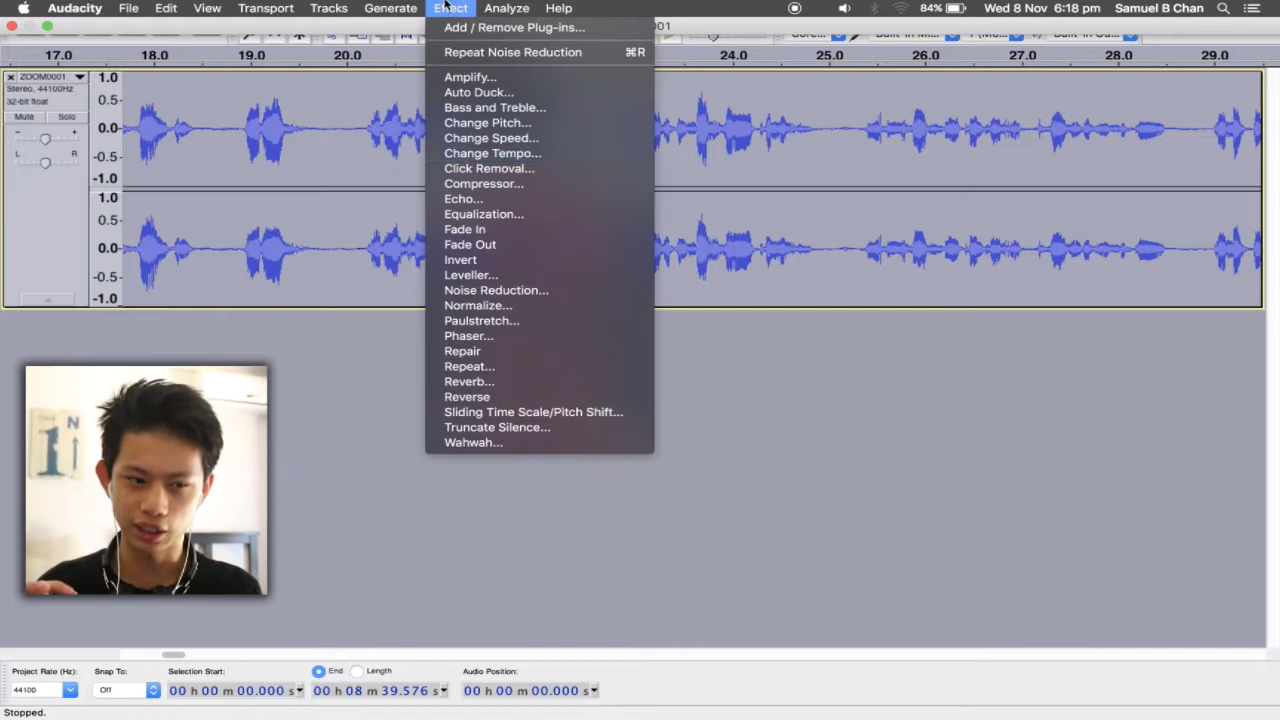 Audacity File Edit View Transport Tracks Generate Effect Analyze Help 84% Wed 8 Nov 6:18 pm Samuel B Chan
17.0 18.0 19.0 20.0 24.0 25.0 26.0 27.0 28.0 29.0
ZOOM0001
Stereo, 44100Hz
32-bit float
Mute Solo
- +
L R
1.0
0.5
0.0
-0.5
-1.0
1.0
0.5
0.0
-0.5
-1.0
Add / Remove Plug-ins...
Repeat Noise Reduction ⌘R
Amplify...
Auto Duck...
Bass and Treble...
Change Pitch...
Change Speed...
Change Tempo...
Click Removal...
Compressor...
Echo...
Equalization...
Fade In
Fade Out
Invert
Leveller...
Noise Reduction...
Normalize...
Paulstretch...
Phaser...
Repair
Repeat...
Reverb...
Reverse
Sliding Time Scale/Pitch Shift...
Truncate Silence...
Wahwah...
1 N
Project Rate (Hz): Snap To: Selection Start: End Length Audio Position:
44100 Off 00 h 00 m 00.000 s 00 h 08 m 39.576 s 00 h 00 m 00.000 s
Stopped.